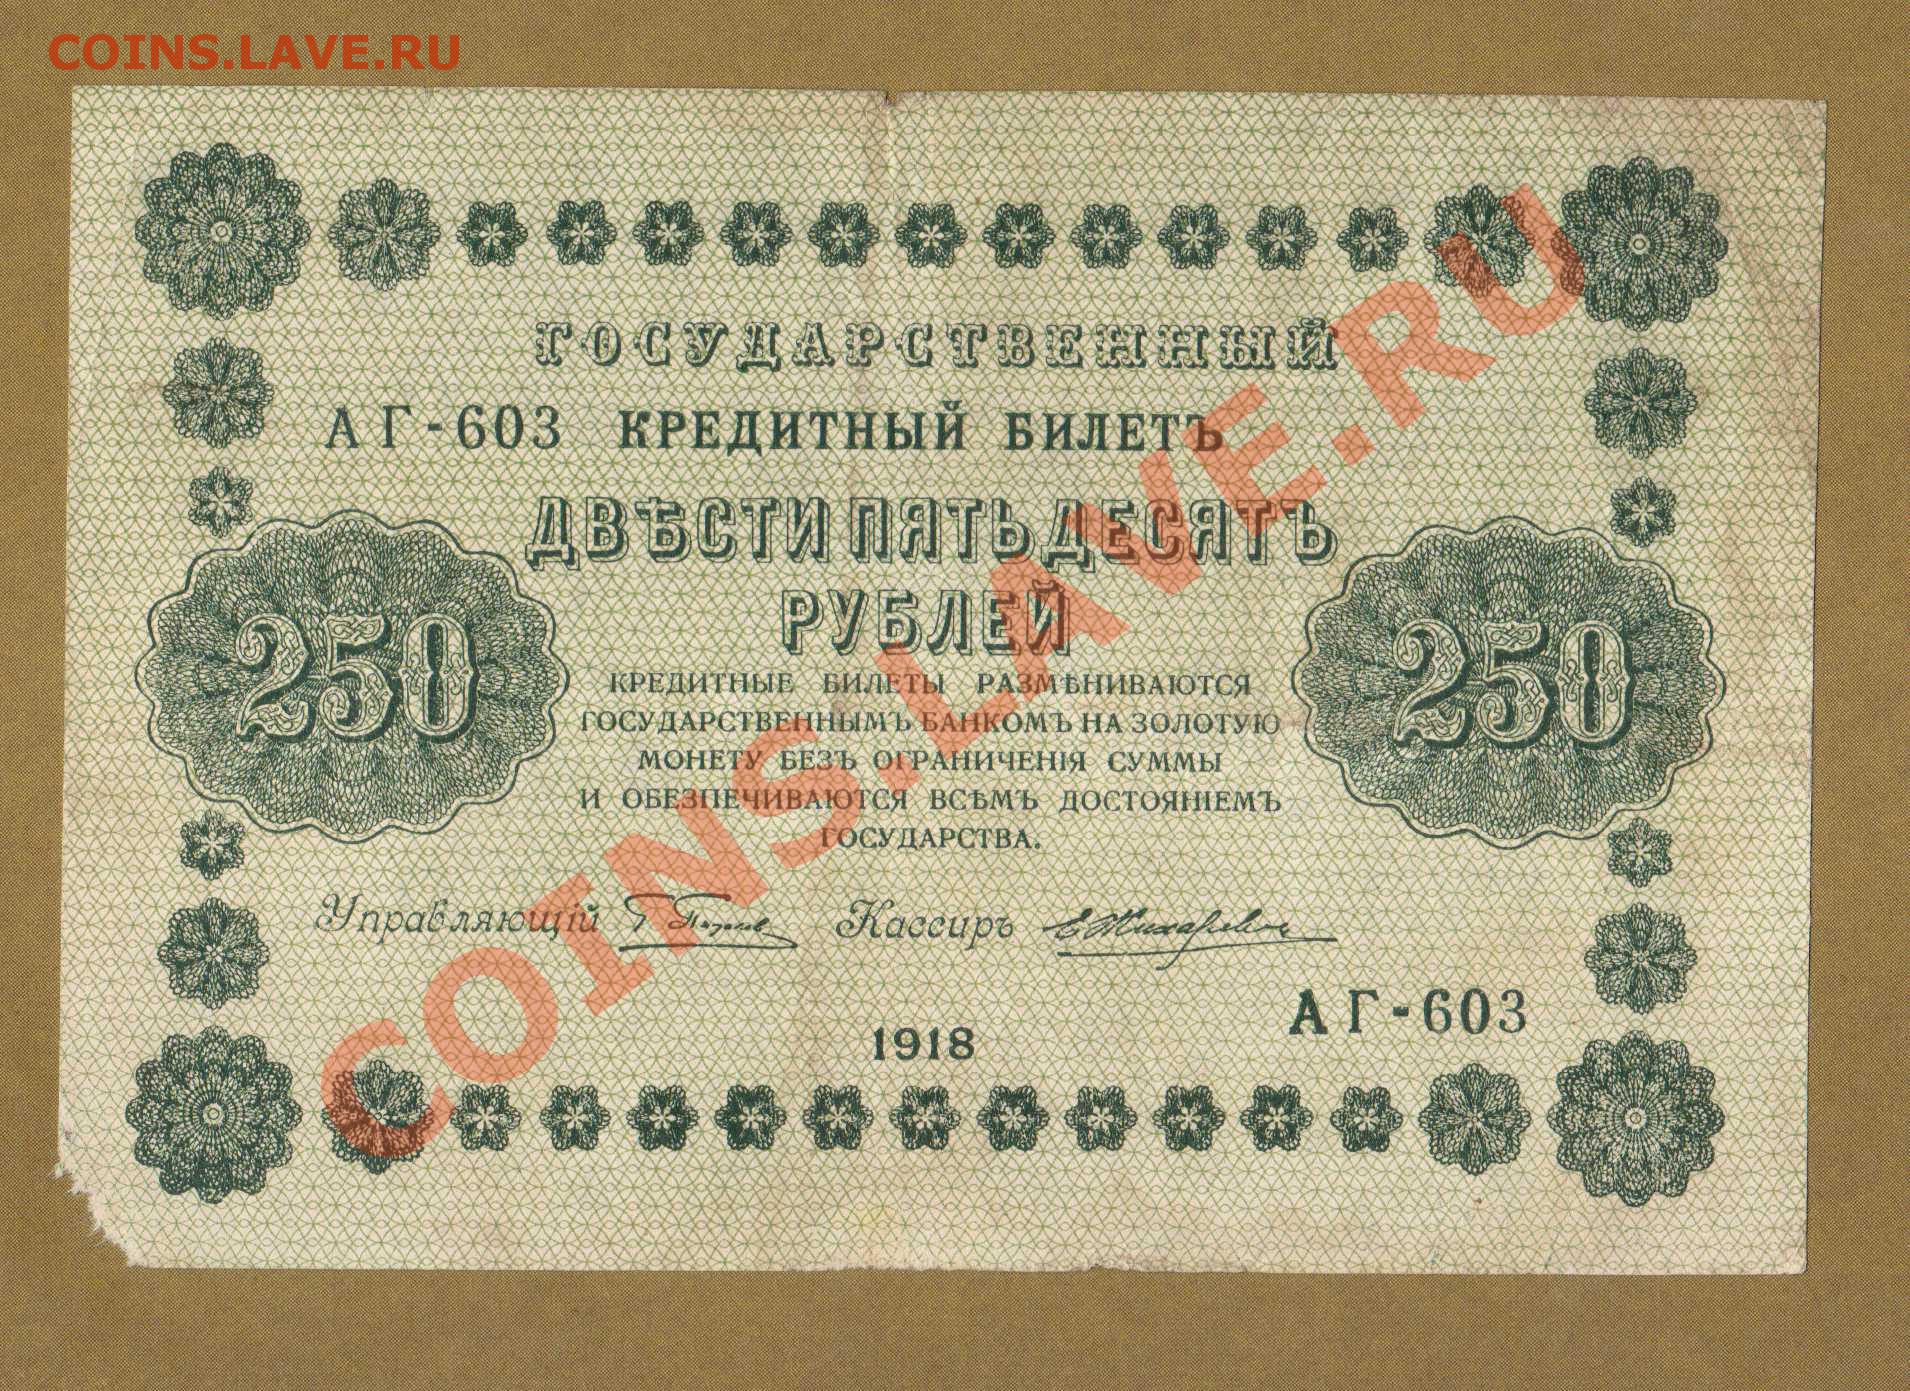 COINS.LAVE.RU
ГОСУДАРСТВЕННЫЙ
АГ-603 КРЕДИТНЫЙ БИЛЕТЪ
ДВѢСТИ ПЯТЬДЕСЯТЪ
РУБЛЕЙ
250
250
КРЕДИТНЫЕ БИЛЕТЫ РАЗМѢНИВАЮТСЯ
ГОСУДАРСТВЕННЫМЪ БАНКОМЪ НА ЗОЛОТУЮ
МОНЕТУ БЕЗЪ ОГРАНИЧЕНІЯ СУММЫ
И ОБЕЗПЕЧИВАЮТСЯ ВСѢМЪ ДОСТОЯНІЕМЪ
ГОСУДАРСТВА.
Управляющій
Кассиръ
АГ-603
1918
COINS.LAVE.RU